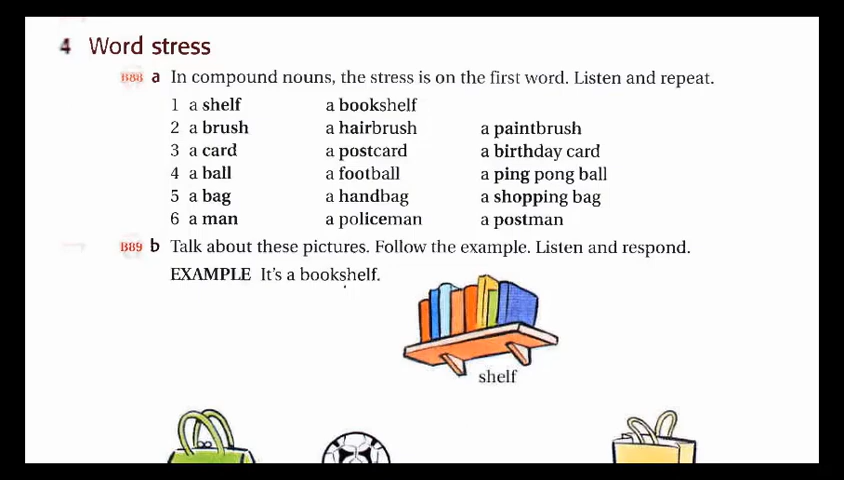 4 Word stress
B88 a In compound nouns, the stress is on the first word. Listen and repeat.
1 a shelf a bookshelf
2 a brush a hairbrush a paintbrush
3 a card a postcard a birthday card
4 a ball a football a ping pong ball
5 a bag a handbag a shopping bag
6 a man a policeman a postman
B89 b Talk about these pictures. Follow the example. Listen and respond.
EXAMPLE It's a bookshelf.
shelf